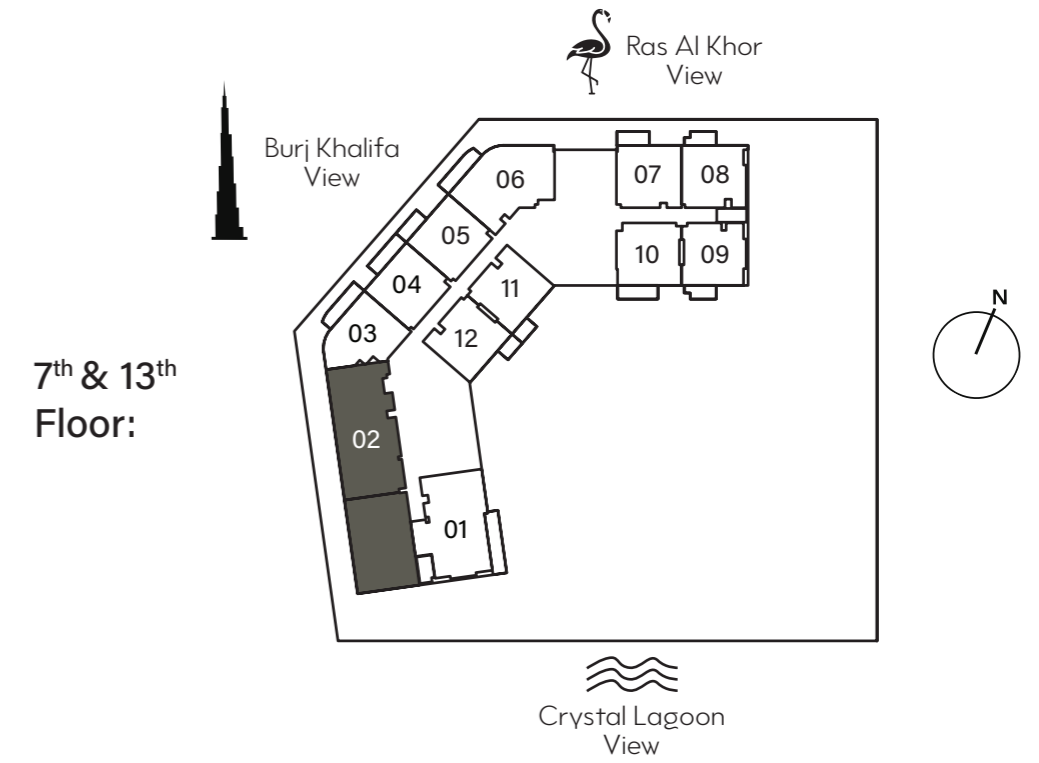 Ras Al Khor
View
Burj Khalifa
View
06
07
08
05
10
09
04
11
N
03
12
7th & 13th
Floor:
02
01
Crystal Lagoon
View